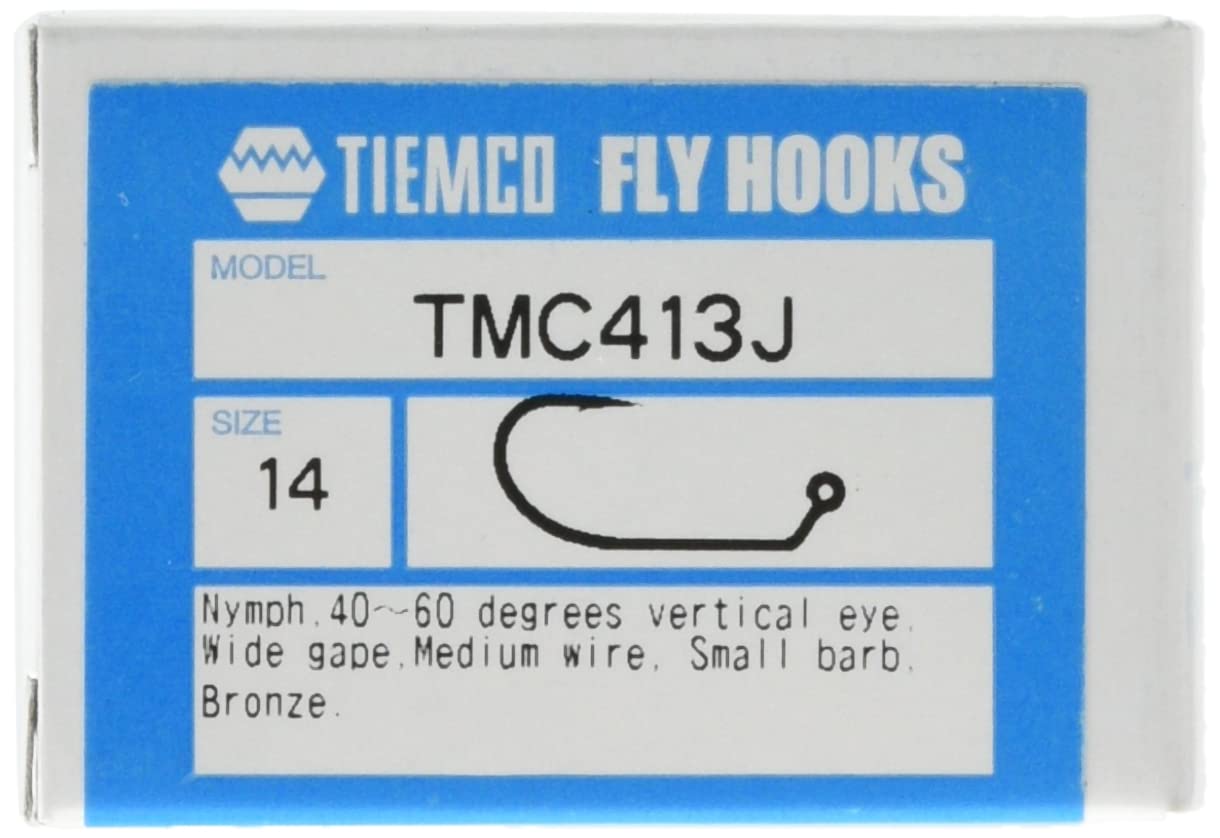 TIEMCO FLY HOOKS
MODEL
TMC413J
SIZE
14
Nymph, 40~60 degrees vertical eye,
Wide gape, Medium wire, Small barb,
Bronze.